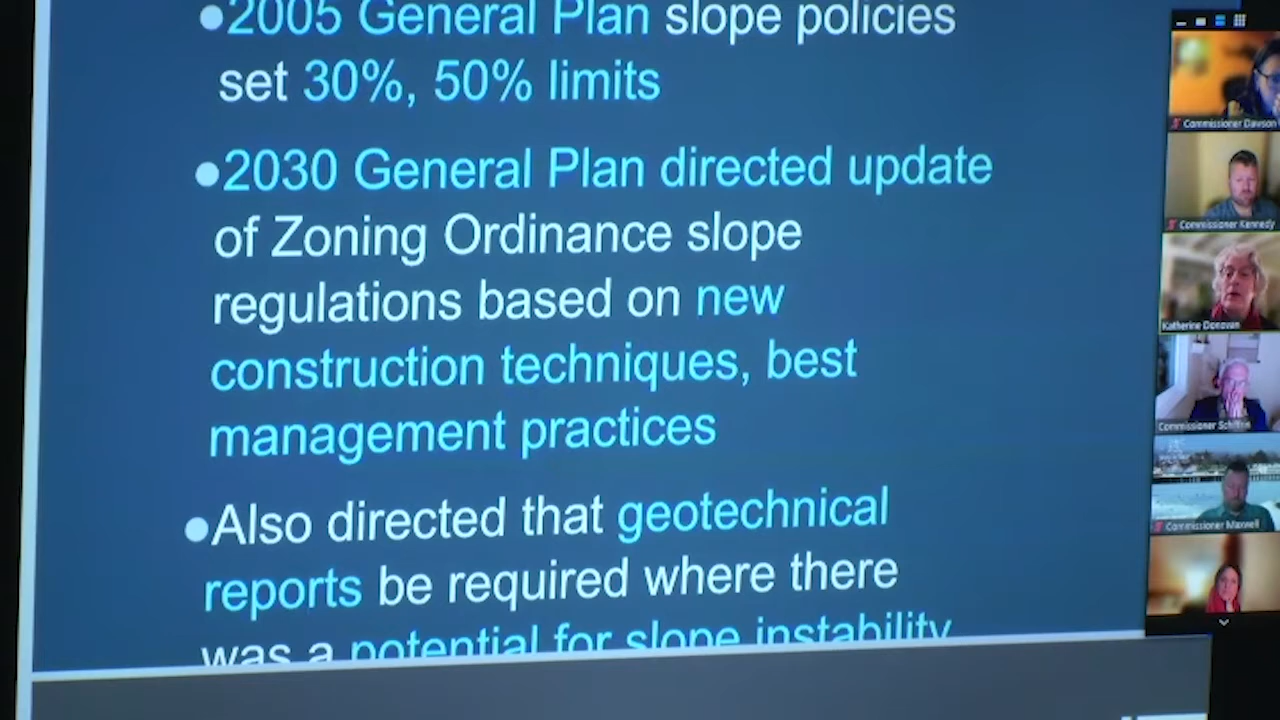 ●2005 General Plan slope policies
set 30%, 50% limits
●2030 General Plan directed update
of Zoning Ordinance slope
regulations based on new
construction techniques, best
management practices
●Also directed that geotechnical
reports be required where there
was a potential for slope instability
Commissioner Dawson
Commissioner Kennedy
Katherine Donovan
Commissioner
Commissioner Maxwell